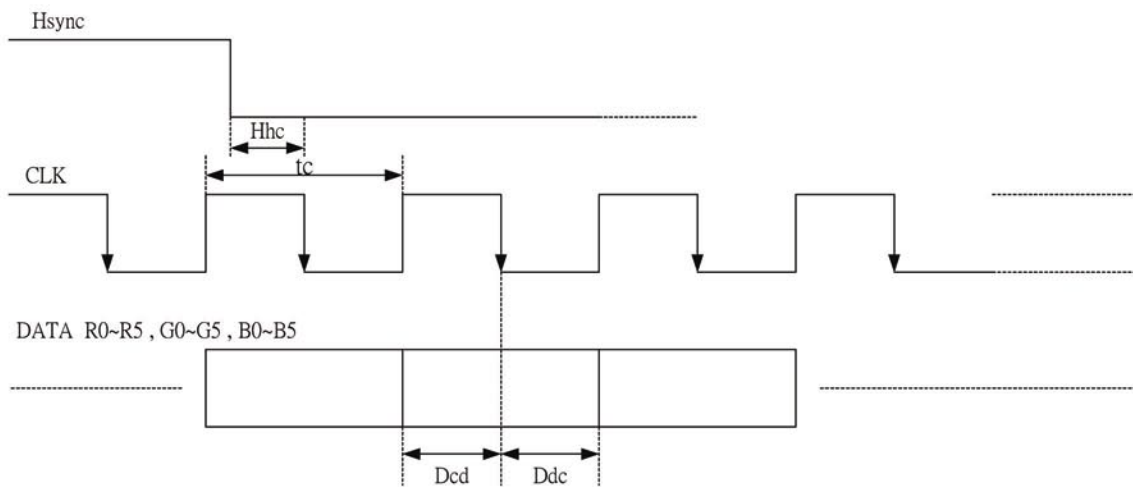 Hsync
Hhc
tc
CLK
DATA R0~R5 , G0~G5 , B0~B5
Dcd Ddc